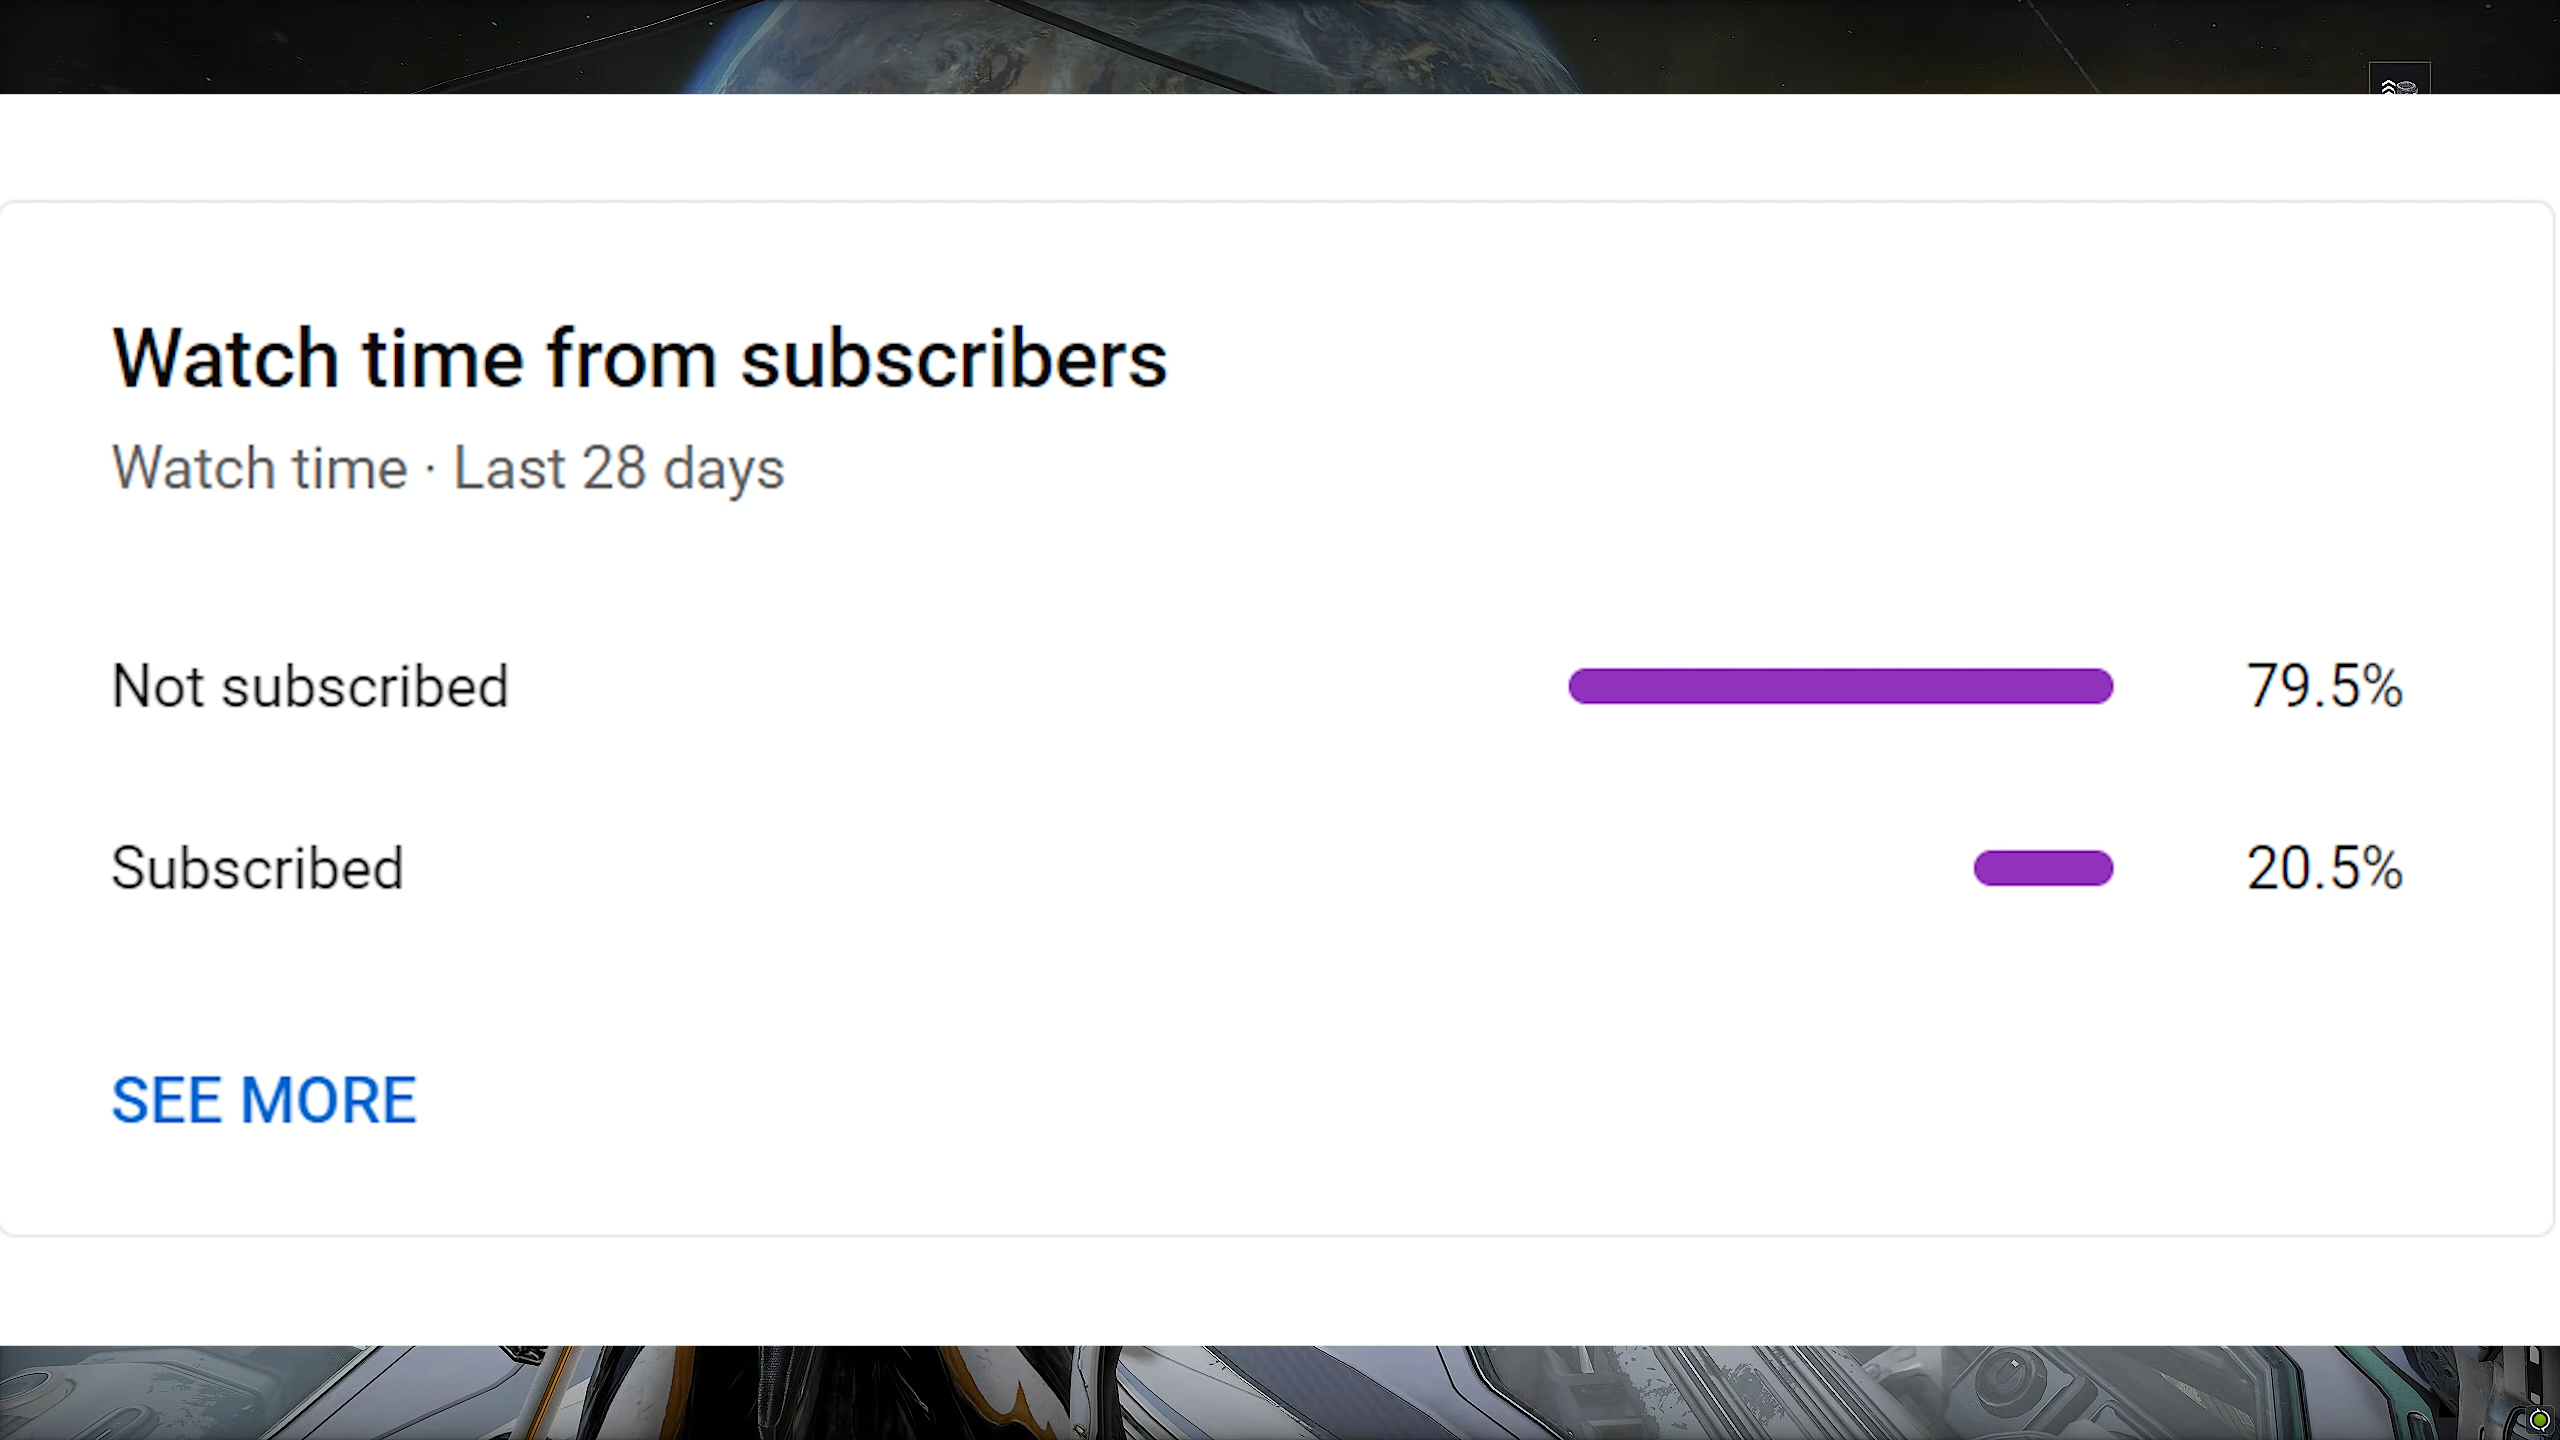 Watch time from subscribers
Watch time · Last 28 days
Not subscribed 79.5%
Subscribed 20.5%
SEE MORE